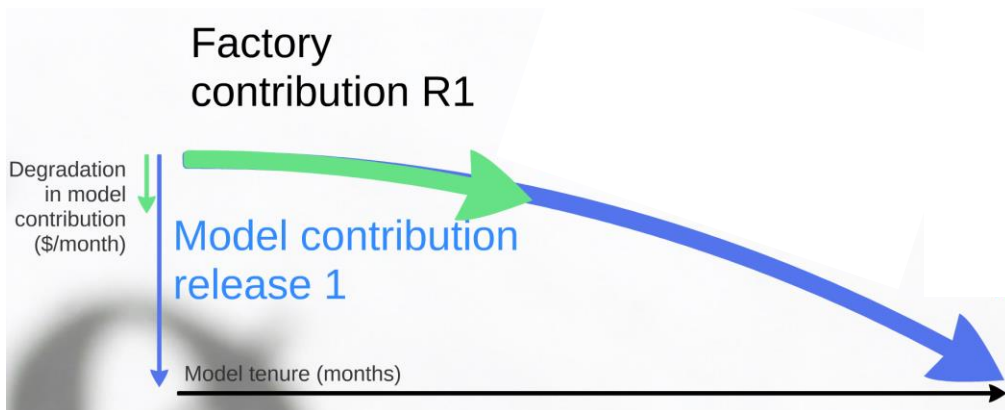 Factory
contribution R1
Degradation
in model
contribution
($/month)
Model contribution
release 1
Model tenure (months)